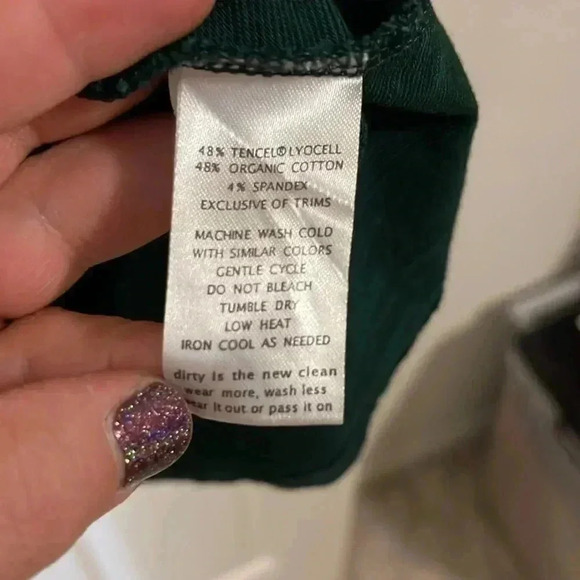 48% TENCEL®LYOCELL
48% ORGANIC COTTON
4% SPANDEX
EXCLUSIVE OF TRIMS
MACHINE WASH COLD
WITH SIMILAR COLORS
GENTLE CYCLE
DO NOT BLEACH
TUMBLE DRY
LOW HEAT
IRON COOL AS NEEDED
dirty is the new clean
wear more, wash less
it out or pass it on